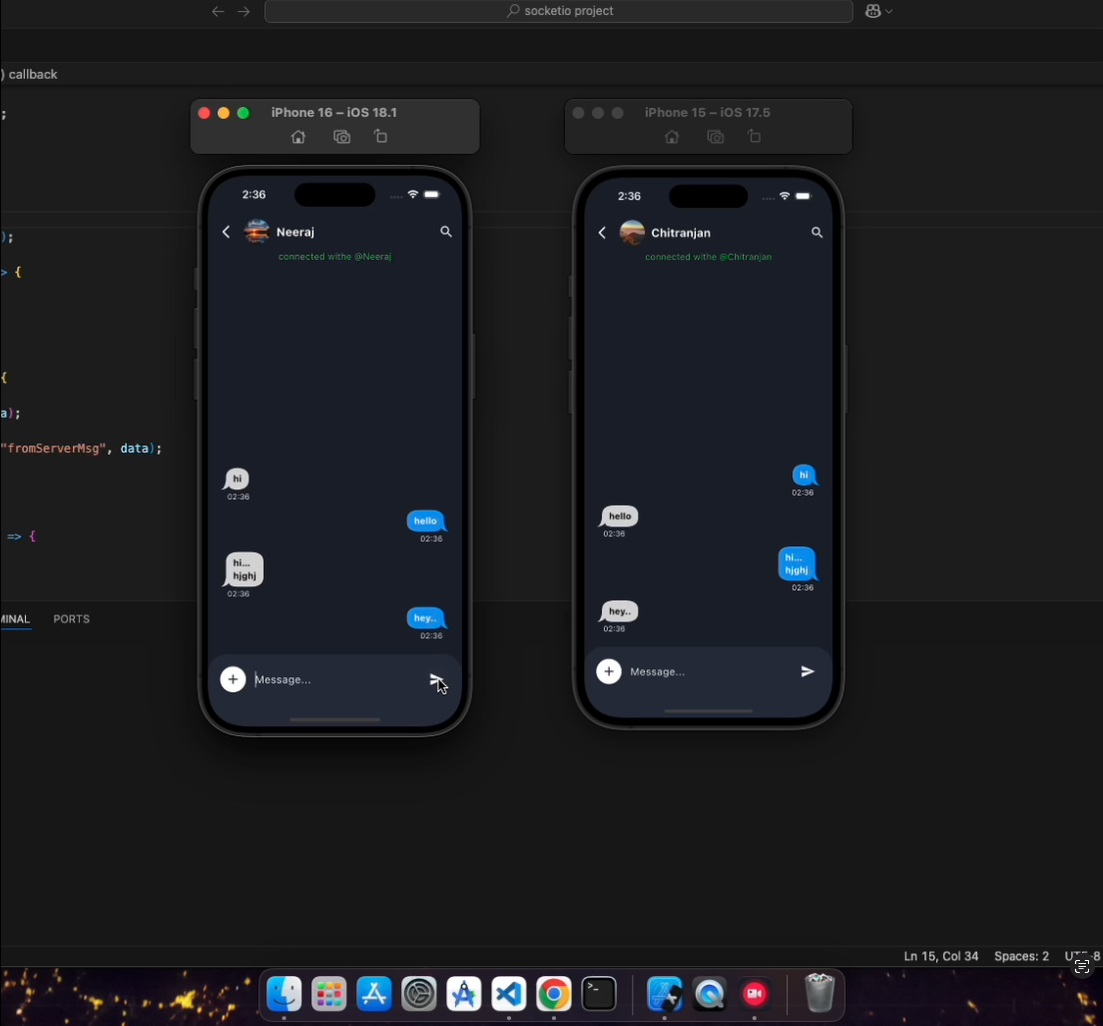 socketio project
) callback
;
iPhone 16 – iOS 18.1
iPhone 15 – iOS 17.5
2:36
Neeraj
connected withe @Neeraj
hi
02:36
hello
02:36
hi...
hjghj
02:36
hey..
02:36
Message...
2:36
Chitranjan
connected withe @Chitranjan
hi
02:36
hello
02:36
hi...
hjghj
02:36
hey..
02:36
Message...
);
> {
{
a);
"fromServerMsg", data);
=> {
MINAL PORTS
Ln 15, Col 34 Spaces: 2 UTF-8
>_